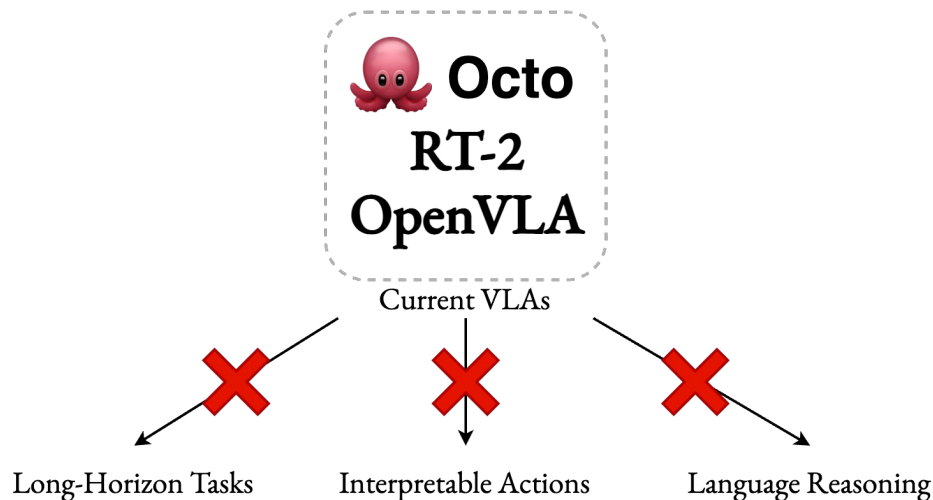 Octo
RT-2
OpenVLA
Current VLAs
Long-Horizon Tasks
Interpretable Actions
Language Reasoning